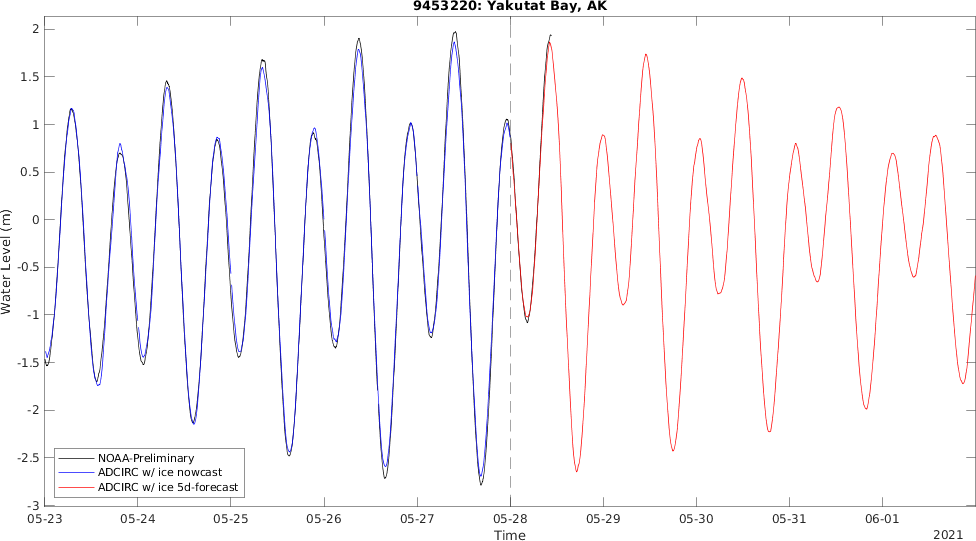 9453220: Yakutat Bay, AK
2
1.5
1
0.5
0
-0.5
-1
-1.5
-2
-2.5
-3
Water Level (m)
NOAA-Preliminary
ADCIRC w/ ice nowcast
ADCIRC w/ ice 5d-forecast
05-23 05-24 05-25 05-26 05-27 05-28 05-29 05-30 05-31 06-01
Time
2021